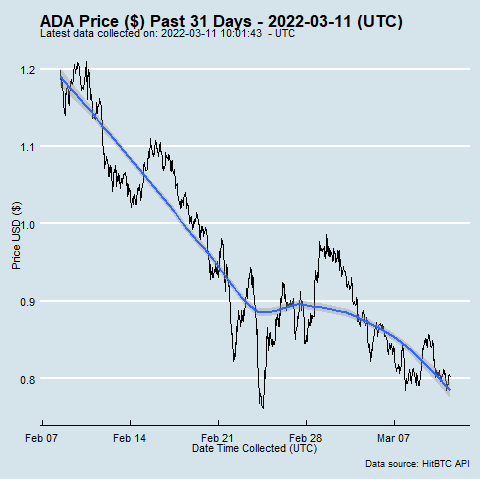 ADA Price ($) Past 31 Days - 2022-03-11 (UTC)
Latest data collected on: 2022-03-11 10:01:43 - UTC
1.2
1.1
1.0
0.9
0.8
Price USD ($)
Feb 07 Feb 14 Feb 21 Feb 28 Mar 07
Date Time Collected (UTC)
Data source: HitBTC API